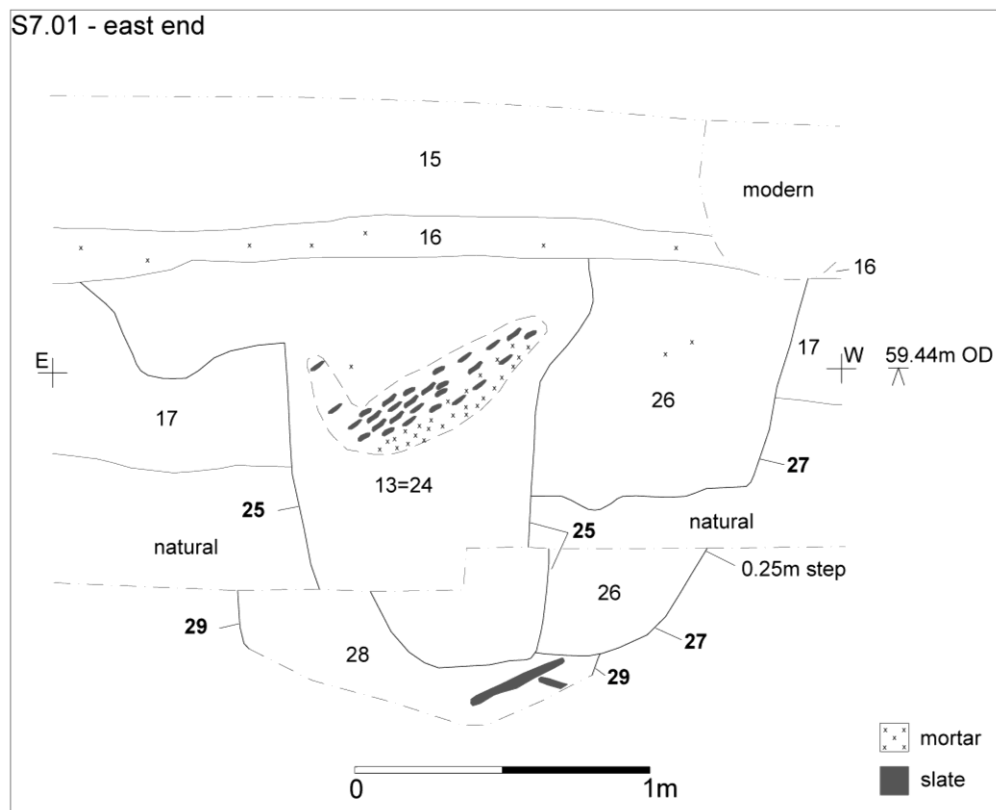 S7.01 - east end
15
modern
16
16
E
17
W
59.44m OD
17
26
27
13=24
25
25
natural
natural
0.25m step
26
29
27
28
29
mortar
slate
0
1m